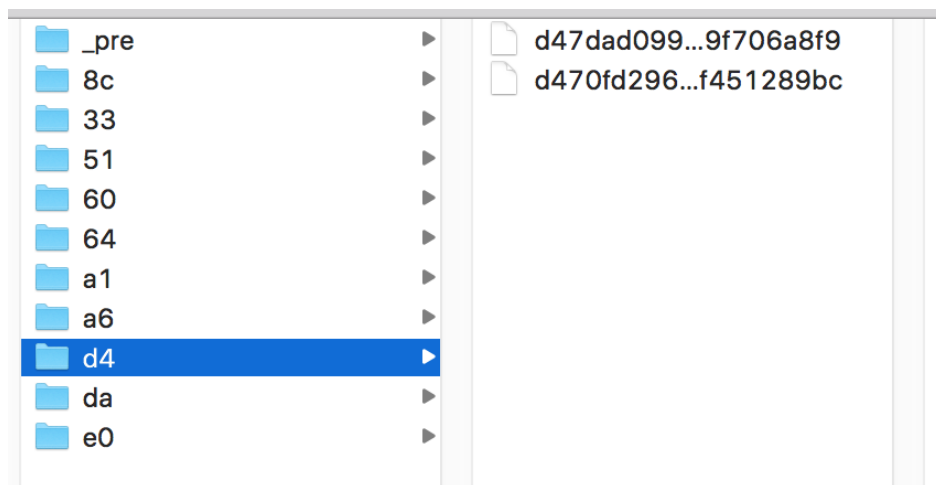 _pre
8c
33
51
60
64
a1
a6
d4
da
e0
d47dad099...9f706a8f9
d470fd296...f451289bc